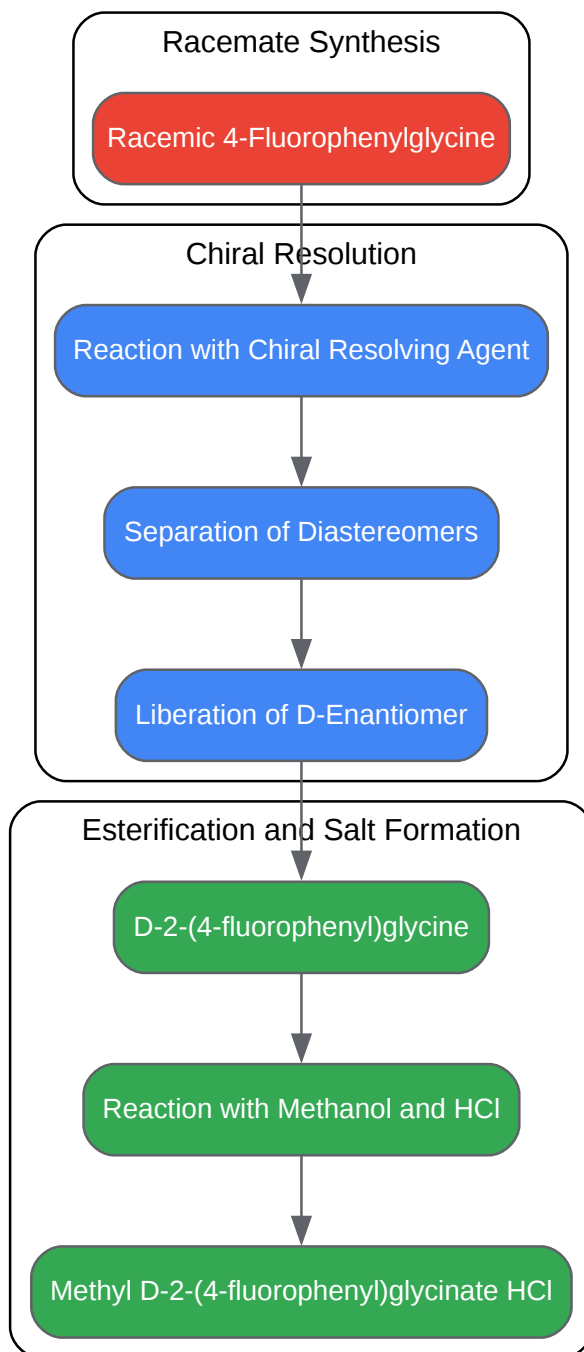 Racemate Synthesis
Racemic 4-Fluorophenylglycine
Chiral Resolution
Reaction with Chiral Resolving Agent
Separation of Diastereomers
Liberation of D-Enantiomer
Esterification and Salt Formation
D-2-(4-fluorophenyl)glycine
Reaction with Methanol and HCl
Methyl D-2-(4-fluorophenyl)glycinate HCl